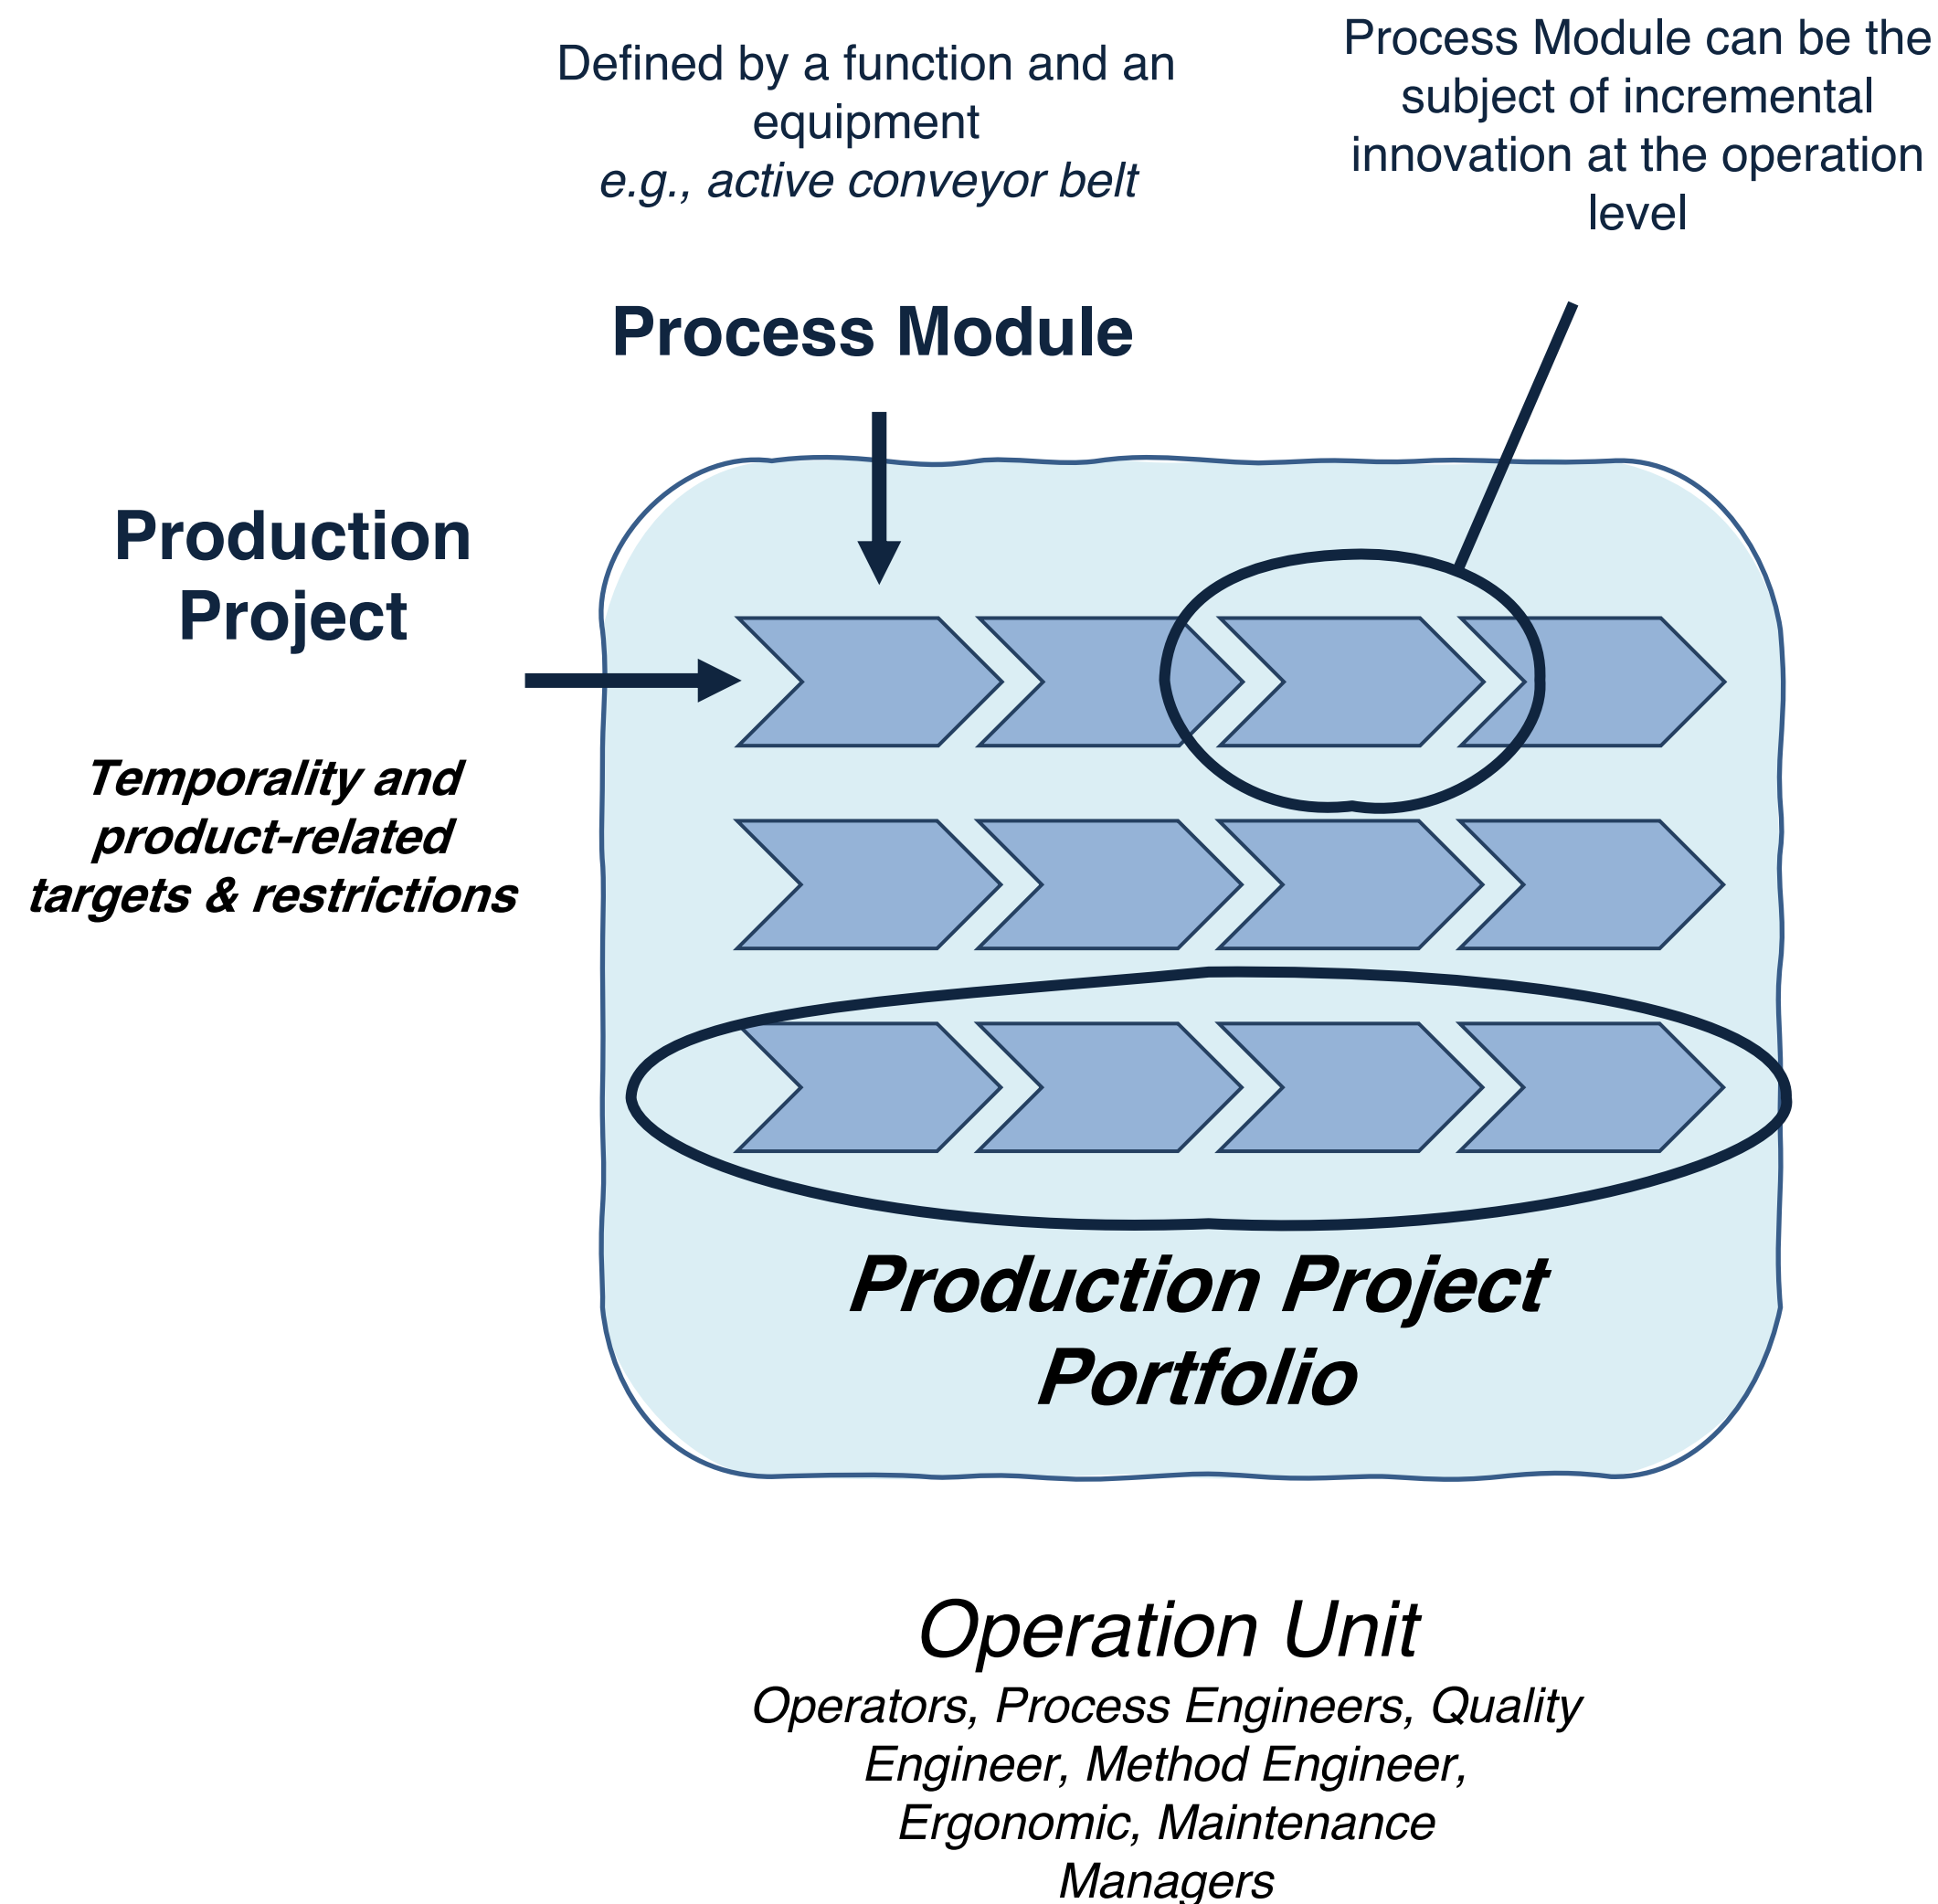 Defined by a function and an
equipment
e.g., active conveyor belt
Process Module can be the
subject of incremental
innovation at the operation
level
Process Module
Production
Project
Temporality and
product-related
targets & restrictions
Production Project
Portfolio
Operation Unit
Operators, Process Engineers, Quality
Engineer, Method Engineer,
Ergonomic, Maintenance
Managers